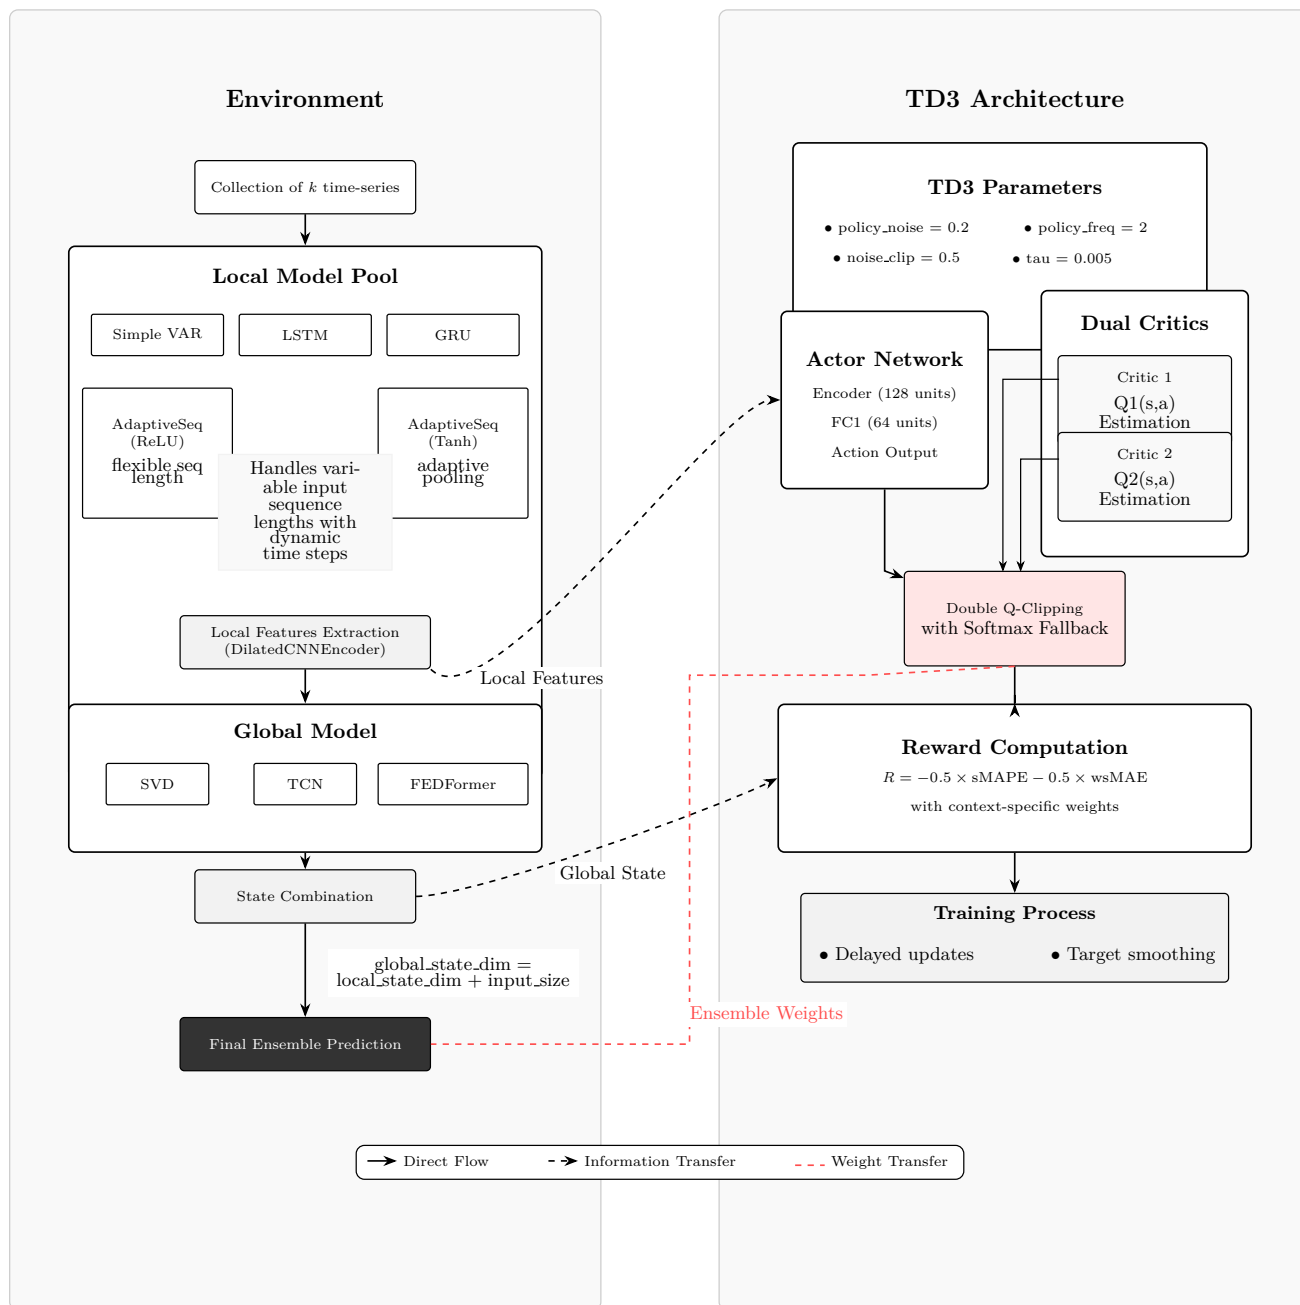 Environment
Collection of k time-series
Local Model Pool
Simple VAR
LSTM
GRU
AdaptiveSeq
(ReLU)
flexible seq
length
AdaptiveSeq
(Tanh)
adaptive
pooling
Handles vari-
able input
sequence
lengths with
dynamic
time steps
Local Features Extraction
(DilatedCNNEncoder)
Local Features
Global Model
SVD
TCN
FEDFormer
State Combination
Global State
global_state_dim =
local_state_dim + input_size
Final Ensemble Prediction
Ensemble Weights
TD3 Architecture
TD3 Parameters
• policy_noise = 0.2
• policy_freq = 2
• noise_clip = 0.5
• tau = 0.005
Actor Network
Encoder (128 units)
FC1 (64 units)
Action Output
Dual Critics
Critic 1
Q1(s,a)
Estimation
Critic 2
Q2(s,a)
Estimation
Double Q-Clipping
with Softmax Fallback
Reward Computation
R = −0.5 × sMAPE − 0.5 × wsMAE
with context-specific weights
Training Process
• Delayed updates
• Target smoothing
Direct Flow
Information Transfer
Weight Transfer